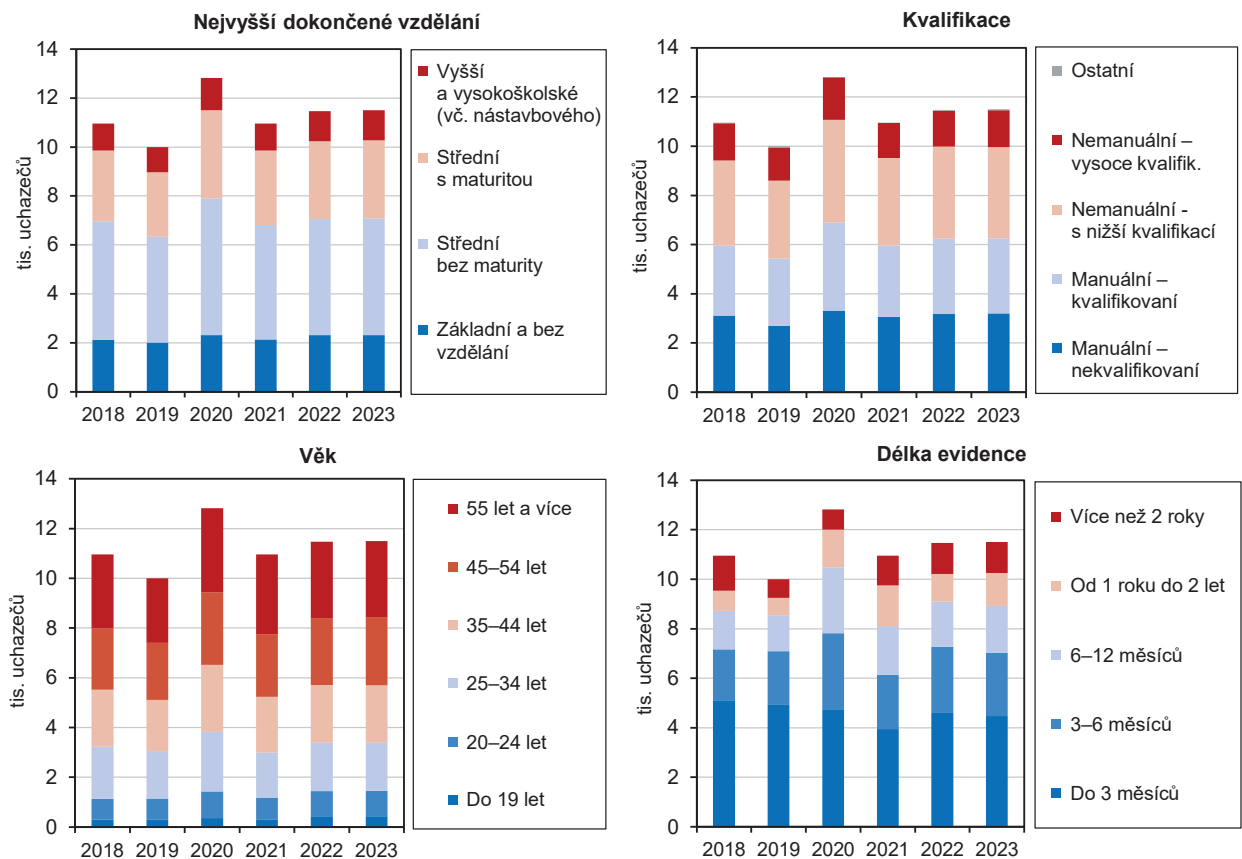 Nejvyšší dokončené vzdělání
tis. uchazečů
14
12
10
8
6
4
2
0
2018 2019 2020 2021 2022 2023
Vyšší
a vysokoškolské
(vč. nástavbového)
Střední
s maturitou
Střední
bez maturity
Základní a bez
vzdělání
Kvalifikace
tis. uchazečů
14
12
10
8
6
4
2
0
2018 2019 2020 2021 2022 2023
Ostatní
Nemanuální –
vysoce kvalifik.
Nemanuální -
s nižší kvalifikací
Manuální –
kvalifikovaní
Manuální –
nekvalifikovaní
Věk
tis. uchazečů
14
12
10
8
6
4
2
0
2018 2019 2020 2021 2022 2023
55 let a více
45–54 let
35–44 let
25–34 let
20–24 let
Do 19 let
Délka evidence
tis. uchazečů
14
12
10
8
6
4
2
0
2018 2019 2020 2021 2022 2023
Více než 2 roky
Od 1 roku do 2 let
6–12 měsíců
3–6 měsíců
Do 3 měsíců